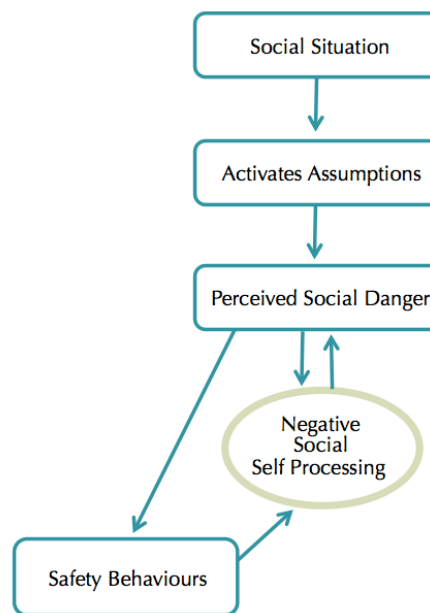 Social Situation
Activates Assumptions
Perceived Social Danger
Negative
Social
Self Processing
Safety Behaviours